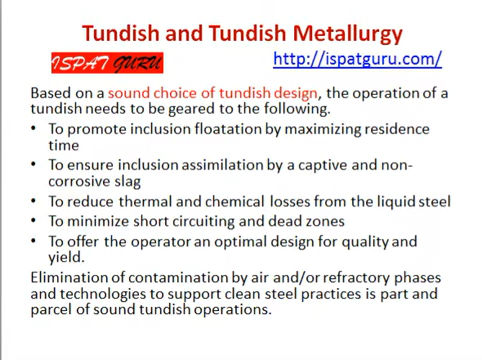 Tundish and Tundish Metallurgy
ISPAT GURU
http://ispatguru.com/
Based on a sound choice of tundish design, the operation of a
tundish needs to be geared to the following.
• To promote inclusion floatation by maximizing residence
time
• To ensure inclusion assimilation by a captive and non-
corrosive slag
• To reduce thermal and chemical losses from the liquid steel
• To minimize short circuiting and dead zones
• To offer the operator an optimal design for quality and
yield.
Elimination of contamination by air and/or refractory phases
and technologies to support clean steel practices is part and
parcel of sound tundish operations.